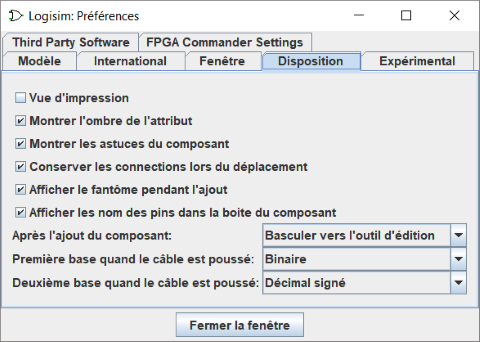 Logisim: Préférences
Third Party Software FPGA Commander Settings
Modèle International Fenêtre Disposition Expérimental
Vue d'impression
Montrer l'ombre de l'attribut
Montrer les astuces du composant
Conserver les connections lors du déplacement
Afficher le fantôme pendant l'ajout
Afficher les nom des pins dans la boite du composant
Après l'ajout du composant: Basculer vers l'outil d'édition
Première base quand le câble est poussé: Binaire
Deuxième base quand le câble est poussé: Décimal signé
Fermer la fenêtre